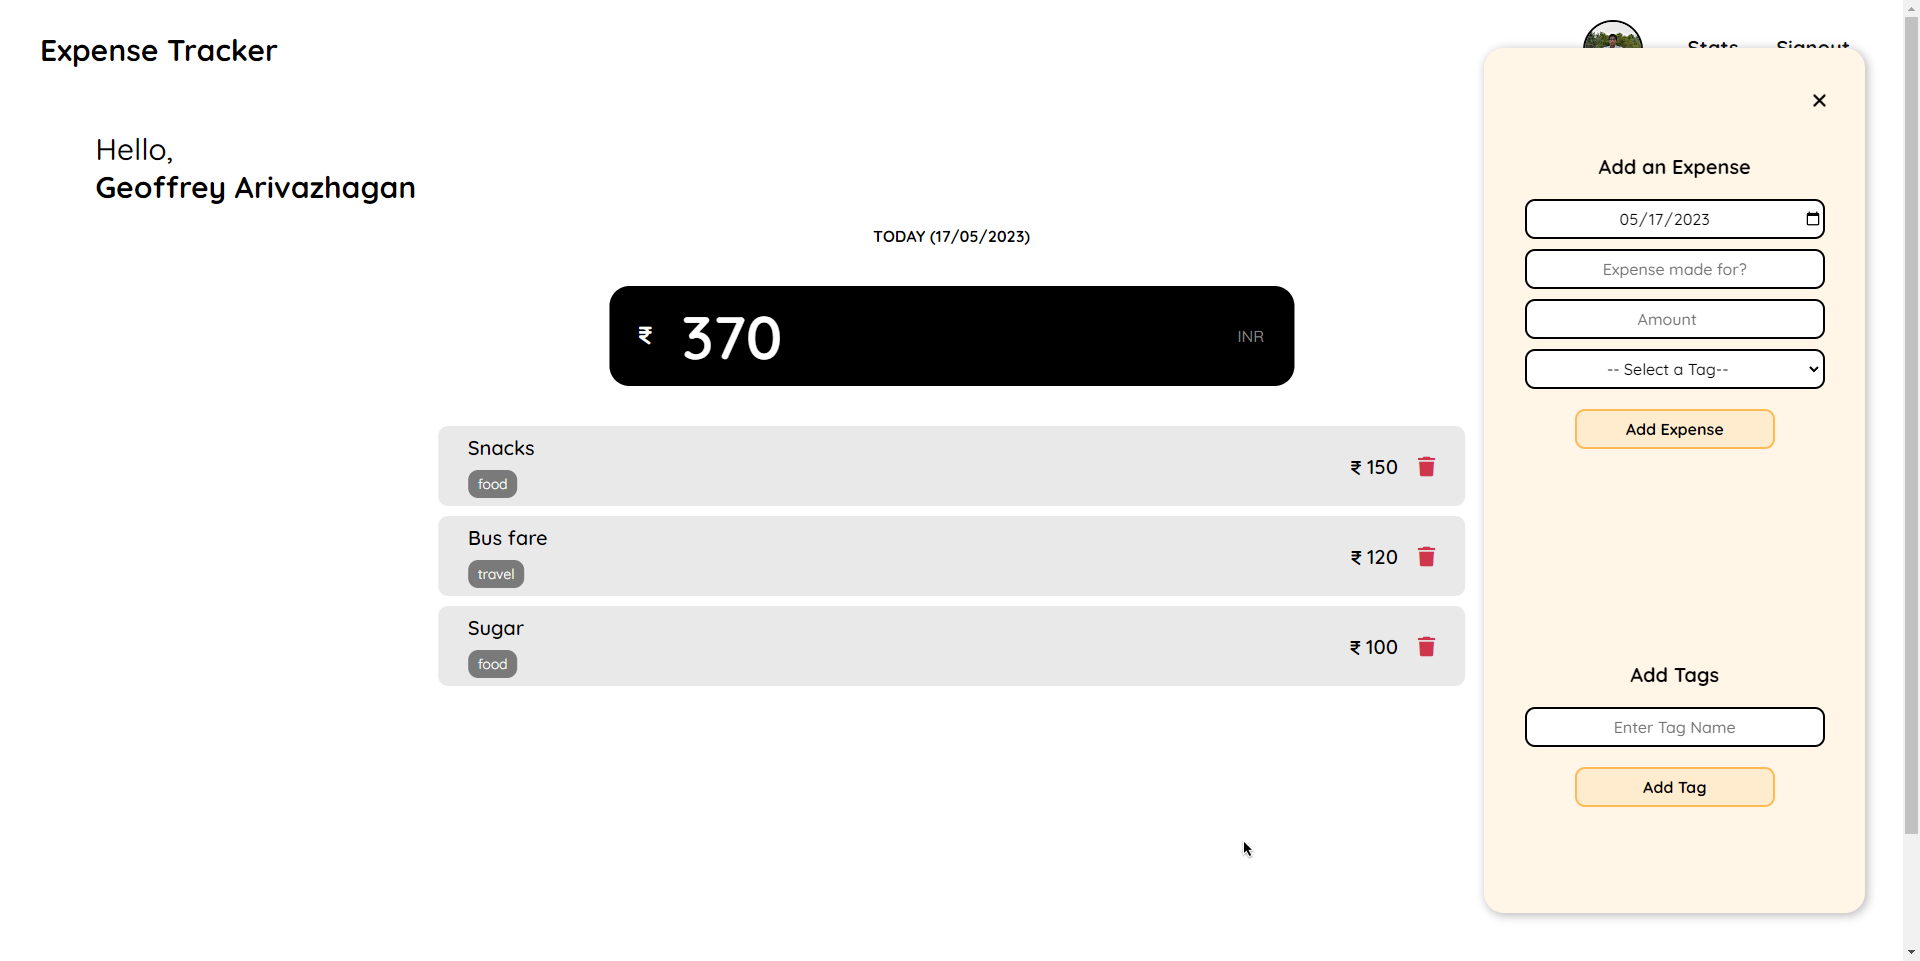 Expense Tracker
Stats
Signout
Hello,
Geoffrey Arivazhagan
TODAY (17/05/2023)
₹ 370 INR
Snacks
food
₹ 150
Bus fare
travel
₹ 120
Sugar
food
₹ 100
Add an Expense
05/17/2023
Expense made for?
Amount
-- Select a Tag--
Add Expense
Add Tags
Enter Tag Name
Add Tag